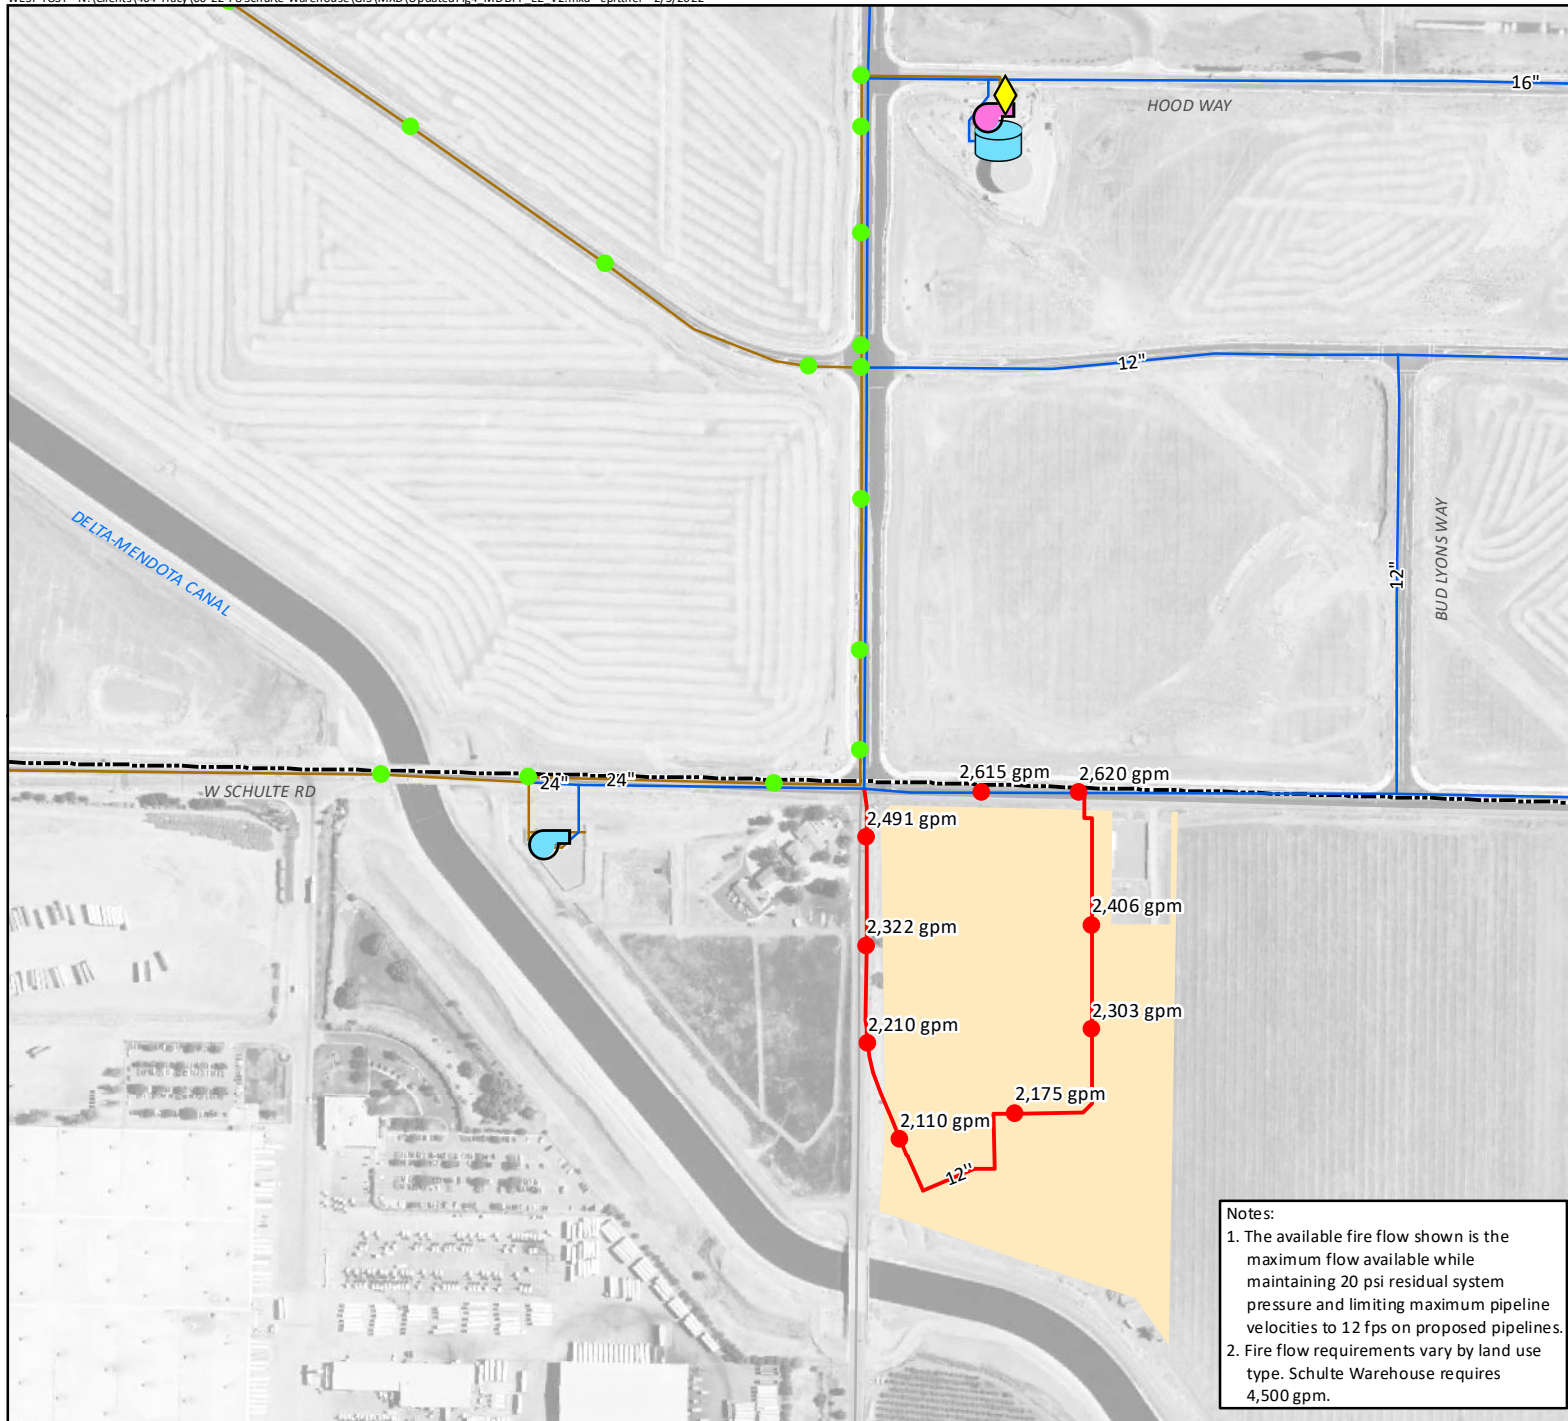 16"
HOOD WAY
12"
DELTA-MENDOTA CANAL
12"
BUD LYONS WAY
W SCHULTE RD
24"
24"
2,615 gpm
2,620 gpm
2,491 gpm
2,406 gpm
2,322 gpm
2,303 gpm
2,210 gpm
2,175 gpm
2,110 gpm
12"
Notes:
1. The available fire flow shown is the
maximum flow available while
maintaining 20 psi residual system
pressure and limiting maximum pipeline
velocities to 12 fps on proposed pipelines.
2. Fire flow requirements vary by land use
type. Schulte Warehouse requires
4,500 gpm.